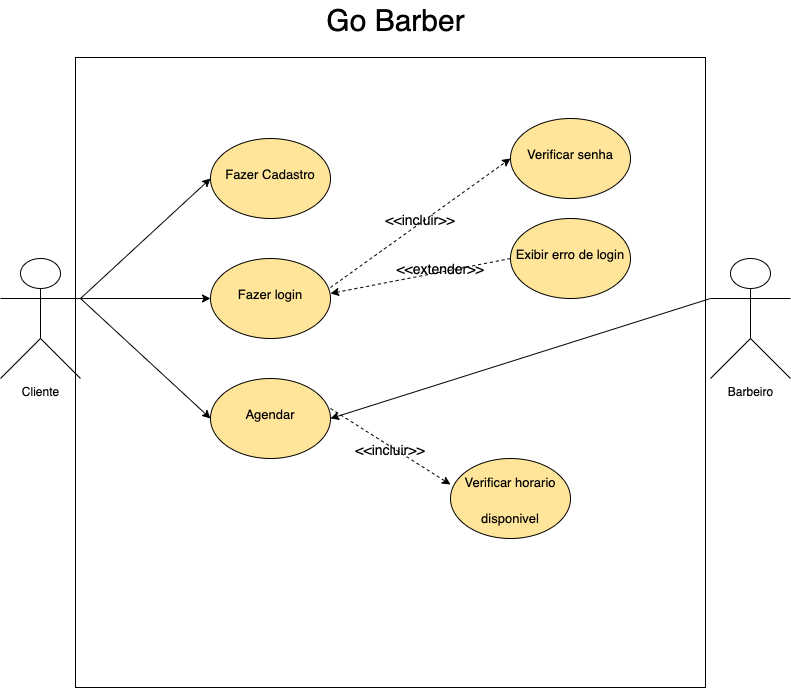 Go Barber
Verificar senha
Fazer Cadastro
<<incluir>>
Exibir erro de login
<<extender>>
Fazer login
Cliente
Barbeiro
Agendar
<<incluir>>
Verificar horario
disponivel